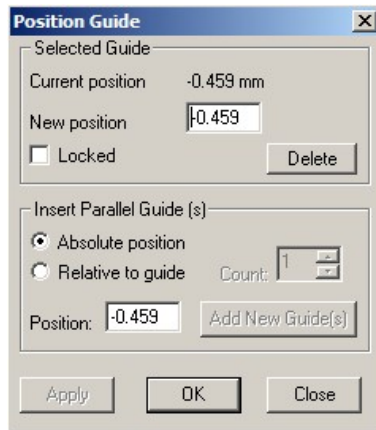 Position Guide
Selected Guide
Current position -0.459 mm
New position -0.459
Locked Delete
Insert Parallel Guide (s)
Absolute position
Relative to guide Count: 1
Position: -0.459 Add New Guide(s)
Apply OK Close